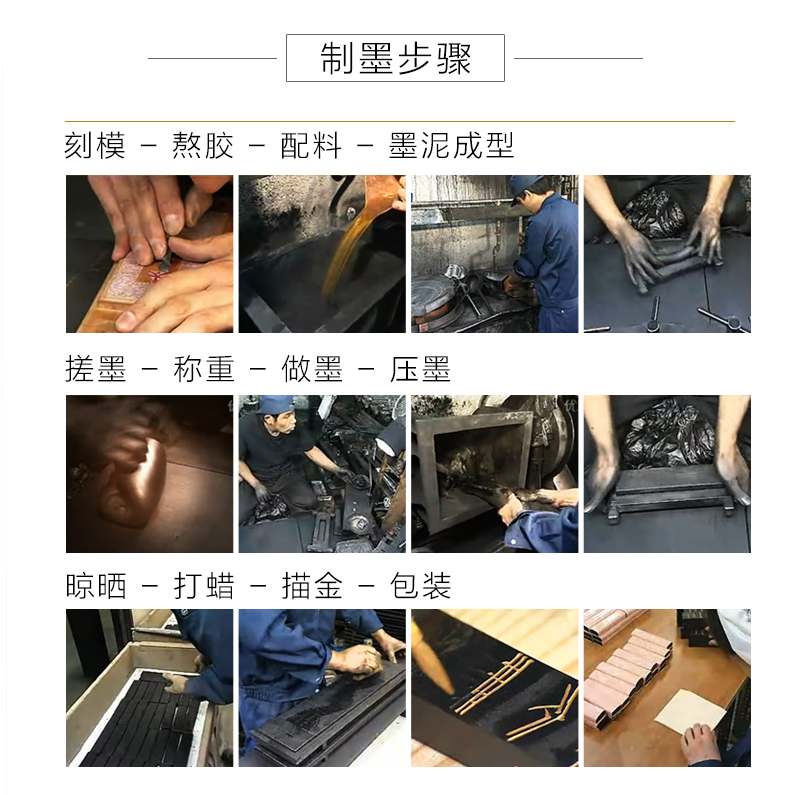 制墨步骤
刻模 – 熬胶 – 配料 – 墨泥成型
搓墨 – 称重 – 做墨 – 压墨
晾晒 – 打蜡 – 描金 – 包装